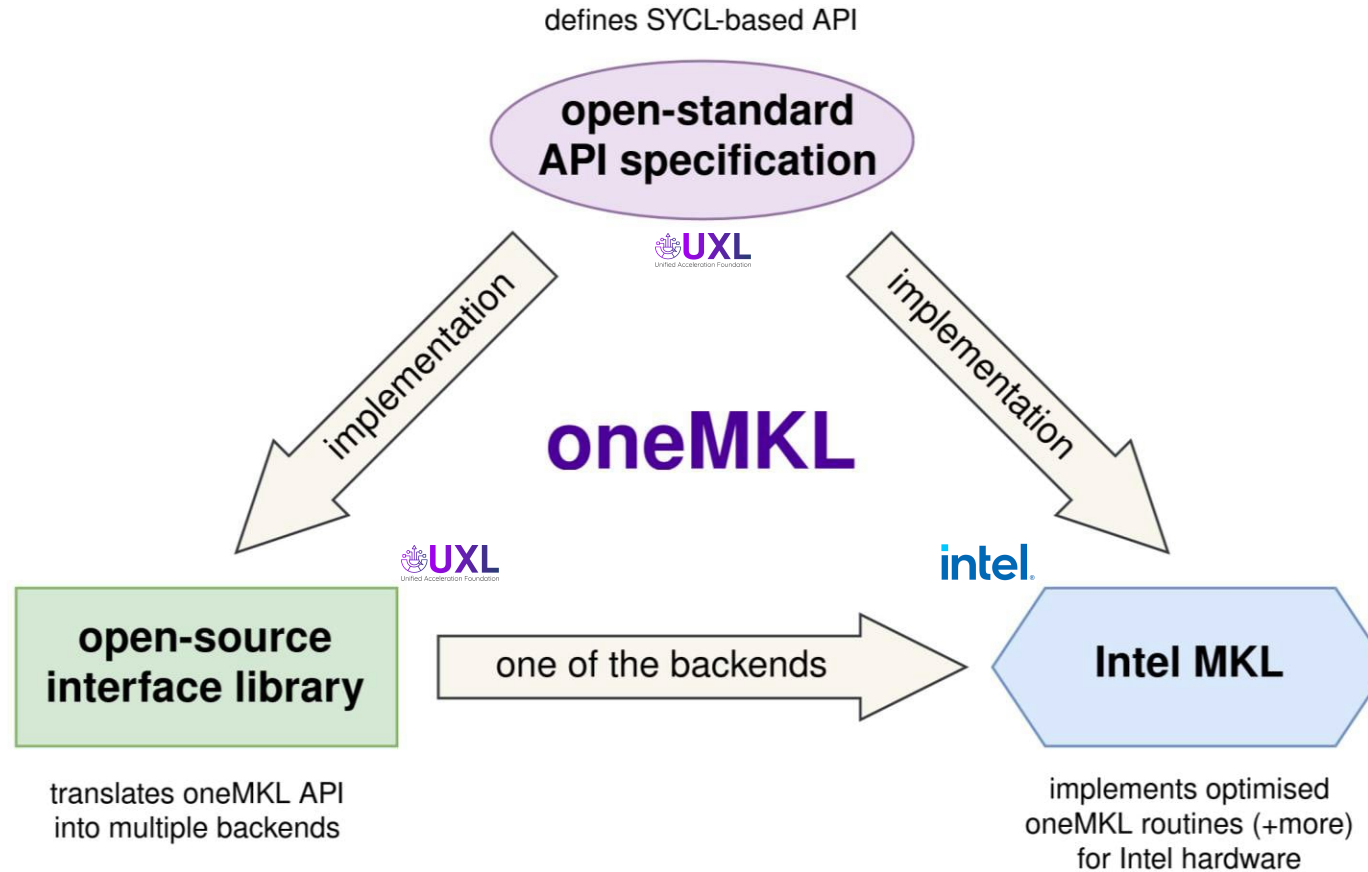 defines SYCL-based API
open-standard
API specification
UXL
Unified Acceleration Foundation
implementation
implementation
oneMKL
UXL
Unified Acceleration Foundation
intel.
open-source
interface library
one of the backends
Intel MKL
translates oneMKL API
into multiple backends
implements optimised
oneMKL routines (+more)
for Intel hardware